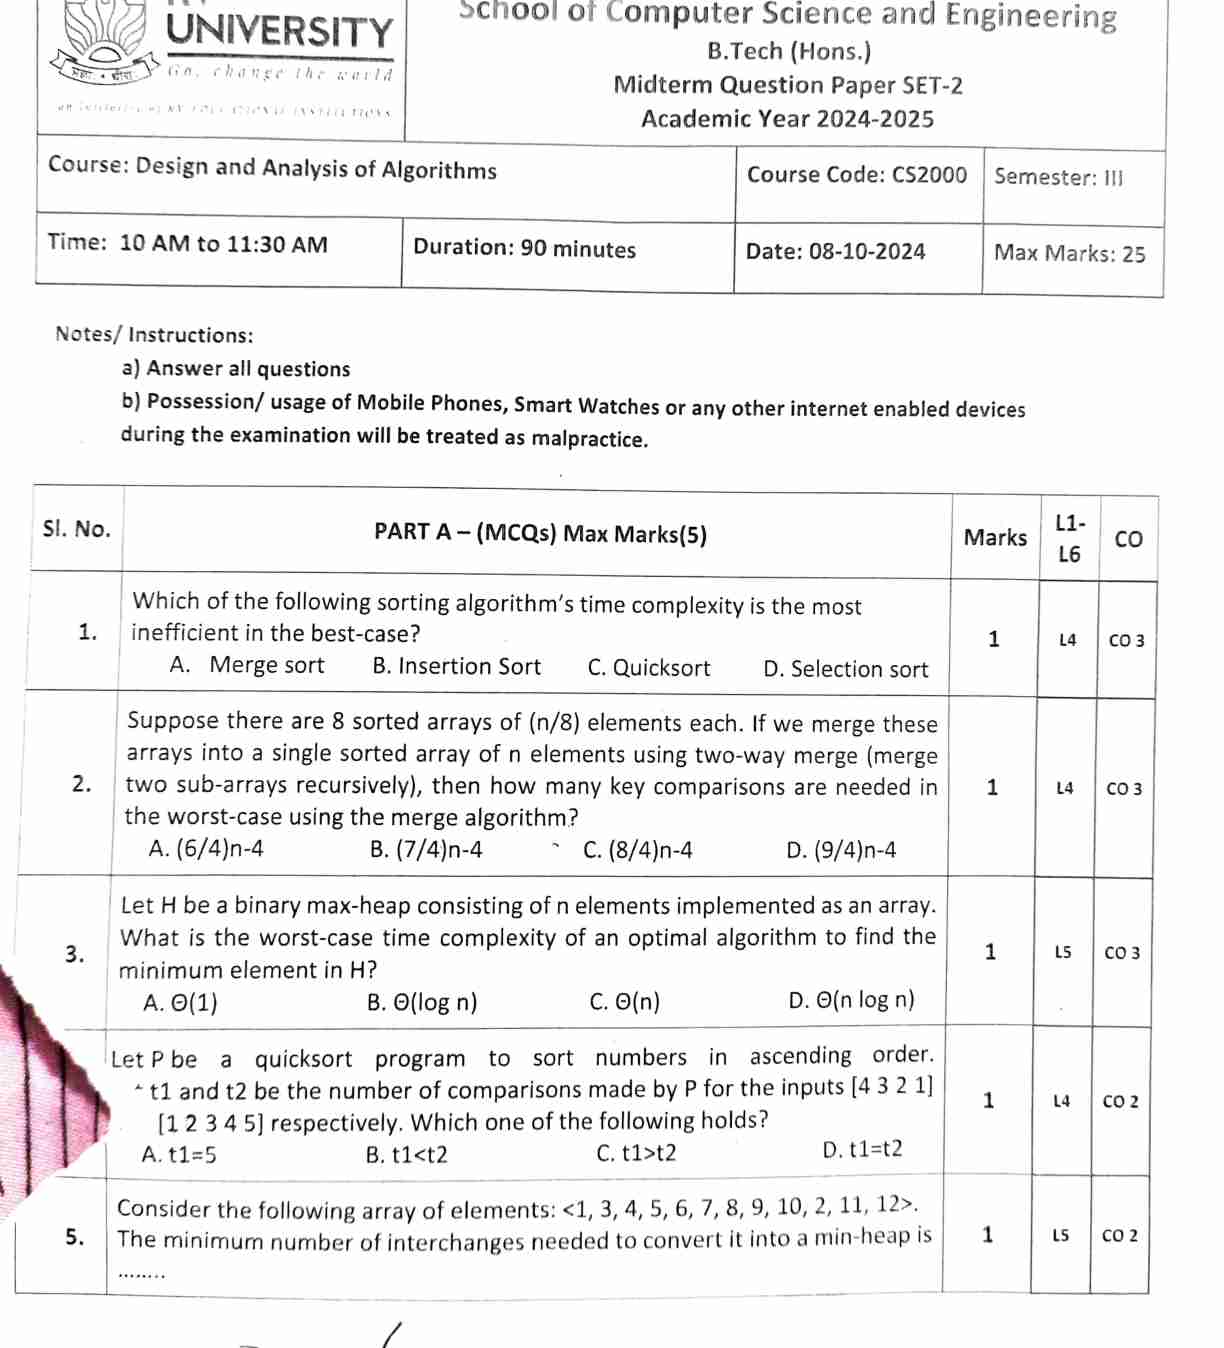 UNIVERSITY
Go, change the world
School of Computer Science and Engineering
B.Tech (Hons.)
Midterm Question Paper SET-2
Academic Year 2024-2025
Course: Design and Analysis of Algorithms
Course Code: CS2000
Semester: III
Time: 10 AM to 11:30 AM
Duration: 90 minutes
Date: 08-10-2024
Max Marks: 25
Notes/ Instructions:
a) Answer all questions
b) Possession/ usage of Mobile Phones, Smart Watches or any other internet enabled devices
during the examination will be treated as malpractice.
Sl. No.
PART A – (MCQs) Max Marks(5)
Marks
L1-
L6
CO
1.
Which of the following sorting algorithm's time complexity is the most
inefficient in the best-case?
A. Merge sort B. Insertion Sort C. Quicksort D. Selection sort
1
L4
CO 3
2.
Suppose there are 8 sorted arrays of (n/8) elements each. If we merge these
arrays into a single sorted array of n elements using two-way merge (merge
two sub-arrays recursively), then how many key comparisons are needed in
the worst-case using the merge algorithm?
A. (6/4)n-4 B. (7/4)n-4 C. (8/4)n-4 D. (9/4)n-4
1
L4
CO 3
3.
Let H be a binary max-heap consisting of n elements implemented as an array.
What is the worst-case time complexity of an optimal algorithm to find the
minimum element in H?
A. Θ(1) B. Θ(log n) C. Θ(n) D. Θ(n log n)
1
L5
CO 3
Let P be a quicksort program to sort numbers in ascending order.
t1 and t2 be the number of comparisons made by P for the inputs [4 3 2 1]
[1 2 3 4 5] respectively. Which one of the following holds?
A. t1=5 B. t1<t2 C. t1>t2 D. t1=t2
1
L4
CO 2
5.
Consider the following array of elements: <1, 3, 4, 5, 6, 7, 8, 9, 10, 2, 11, 12>.
The minimum number of interchanges needed to convert it into a min-heap is
........
1
L5
CO 2